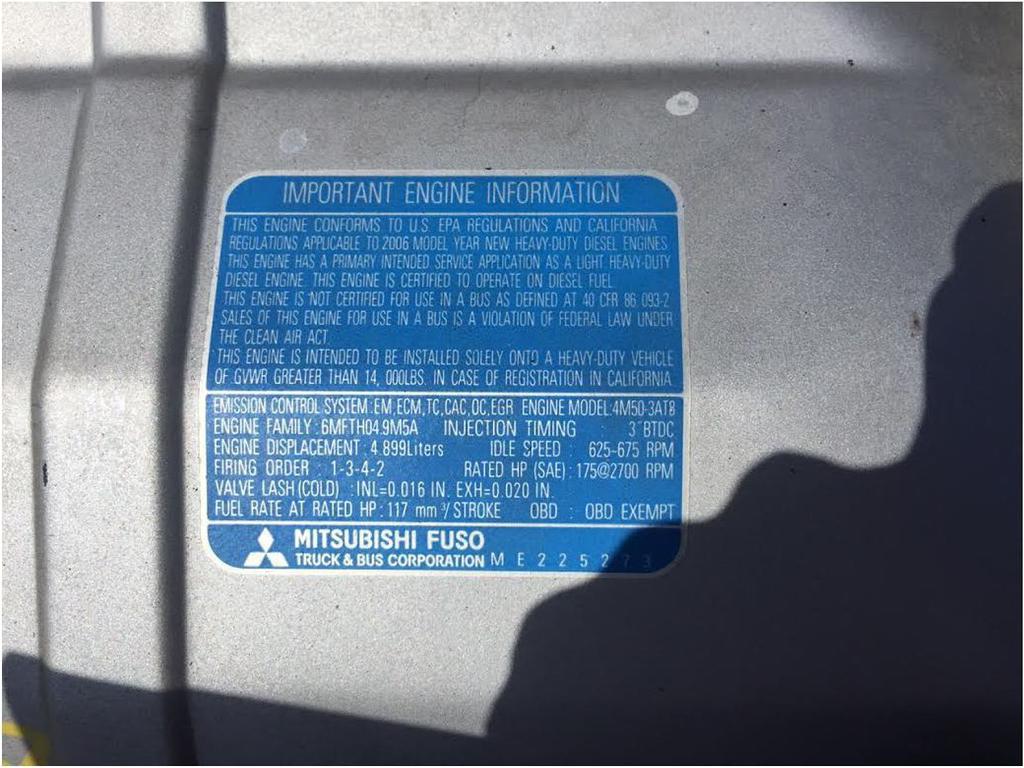 IMPORTANT ENGINE INFORMATION
THIS ENGINE CONFORMS TO U.S. EPA REGULATIONS AND CALIFORNIA
REGULATIONS APPLICABLE TO 2006 MODEL YEAR NEW HEAVY-DUTY DIESEL ENGINES.
THIS ENGINE HAS A PRIMARY INTENDED SERVICE APPLICATION AS A LIGHT HEAVY-DUTY
DIESEL ENGINE. THIS ENGINE IS CERTIFIED TO OPERATE ON DIESEL FUEL.
THIS ENGINE IS NOT CERTIFIED FOR USE IN A BUS AS DEFINED AT 40 CFR 86 093-2
SALES OF THIS ENGINE FOR USE IN A BUS IS A VIOLATION OF FEDERAL LAW UNDER
THE CLEAN AIR ACT.
THIS ENGINE IS INTENDED TO BE INSTALLED SOLELY ONTO A HEAVY-DUTY VEHICLE
OF GVWR GREATER THAN 14, 000LBS. IN CASE OF REGISTRATION IN CALIFORNIA
EMISSION CONTROL SYSTEM:EM,ECM,TC,CAC,OC,EGR ENGINE MODEL:4M50-3AT8
ENGINE FAMILY:6MFTH04.9M5A INJECTION TIMING 3°BTDC
ENGINE DISPLACEMENT:4.899Liters IDLE SPEED : 625-675 RPM
FIRING ORDER : 1-3-4-2 RATED HP (SAE):175@2700 RPM
VALVE LASH(COLD) :INL=0.016 IN. EXH=0.020 IN.
FUEL RATE AT RATED HP:117 mm³/STROKE OBD : OBD EXEMPT
MITSUBISHI FUSO
TRUCK & BUS CORPORATION ME225273